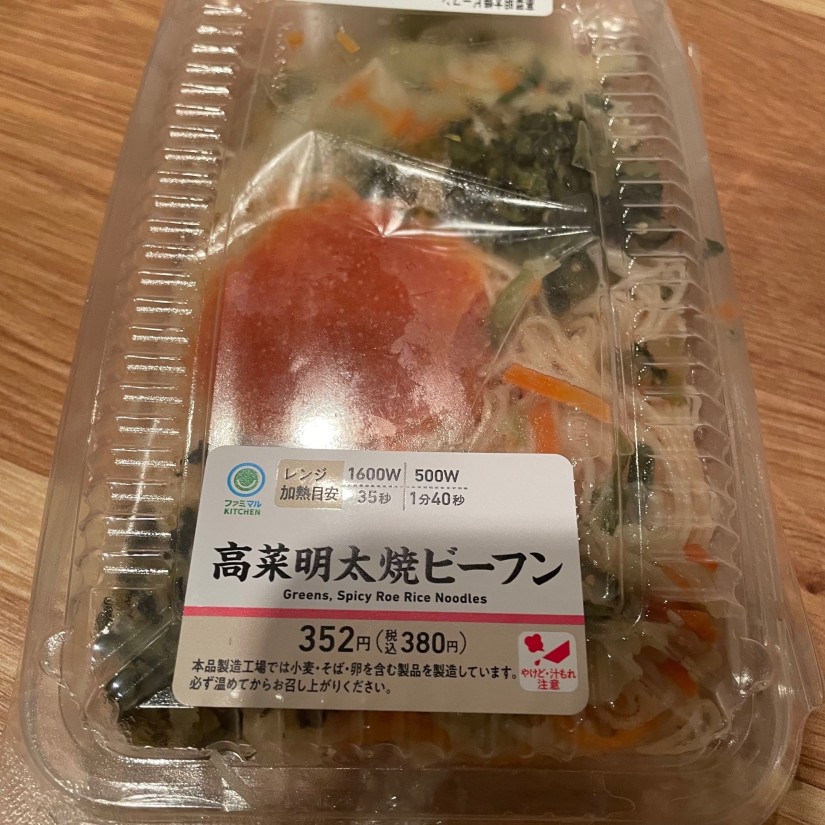 レンジ
加熱目安
1600W
35秒
500W
1分40秒
ファミマル
KITCHEN
高菜明太焼ビーフン
Greens, Spicy Roe Rice Noodles
352円(税込380円)
本品製造工場では小麦・そば・卵を含む製品を製造しています。
必ず温めてからお召し上がりください。
やけど・汁もれ
注意